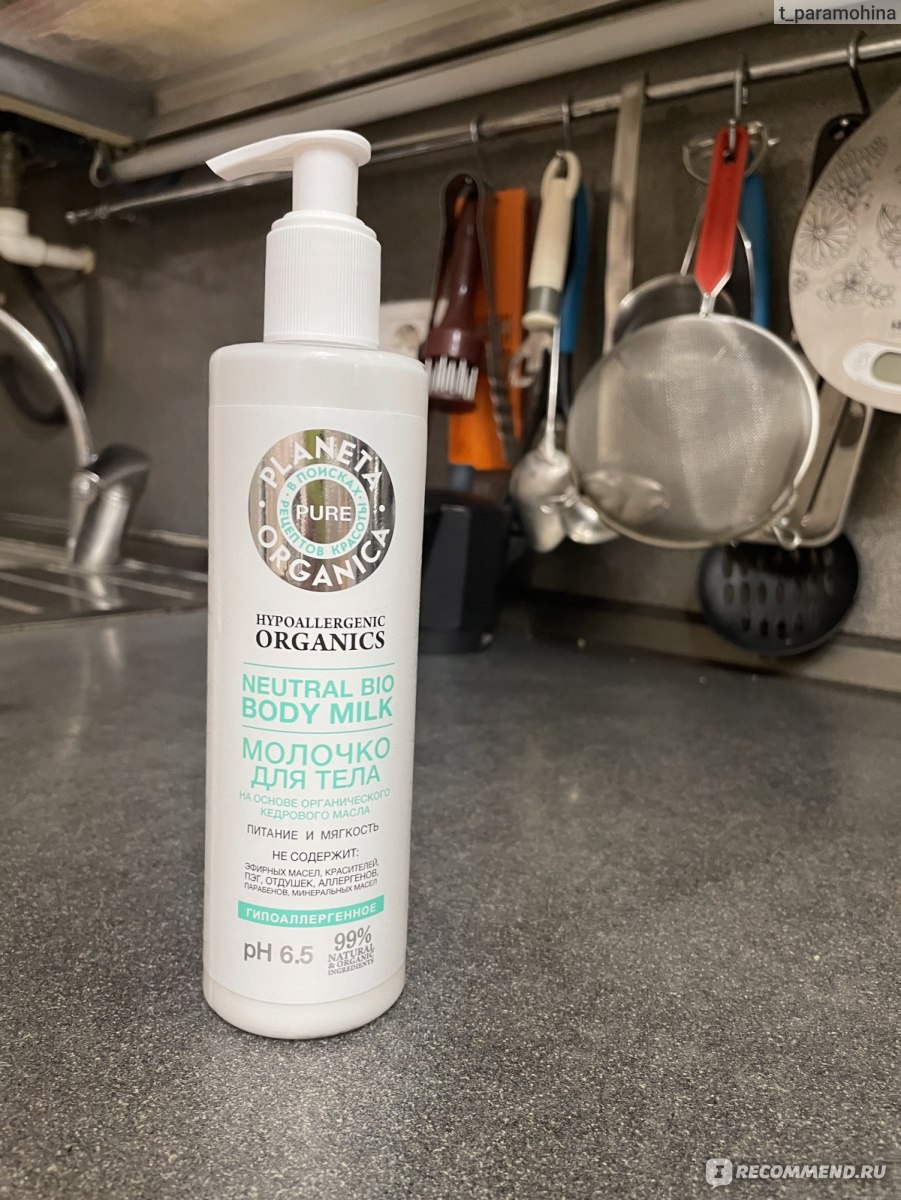 t_paramohina
PLANETA
В ПОИСКАХ
PURE
РЕЦЕПТОВ КРАСОТЫ
ORGANICA
HYPOALLERGENIC
ORGANICS
NEUTRAL BIO
BODY MILK
МОЛОЧКО
ДЛЯ ТЕЛА
НА ОСНОВЕ ОРГАНИЧЕСКОГО
КЕДРОВОГО МАСЛА
ПИТАНИЕ И МЯГКОСТЬ
НЕ СОДЕРЖИТ:
ЭФИРНЫХ МАСЕЛ, КРАСИТЕЛЕЙ,
ПЭГ, ОТДУШЕК, АЛЛЕРГЕНОВ,
ПАРАБЕНОВ, МИНЕРАЛЬНЫХ МАСЕЛ
ГИПОАЛЛЕРГЕННОЕ
pH 6.5
99%
NATURAL
& ORGANIC
INGREDIENTS
RECOMMEND.RU